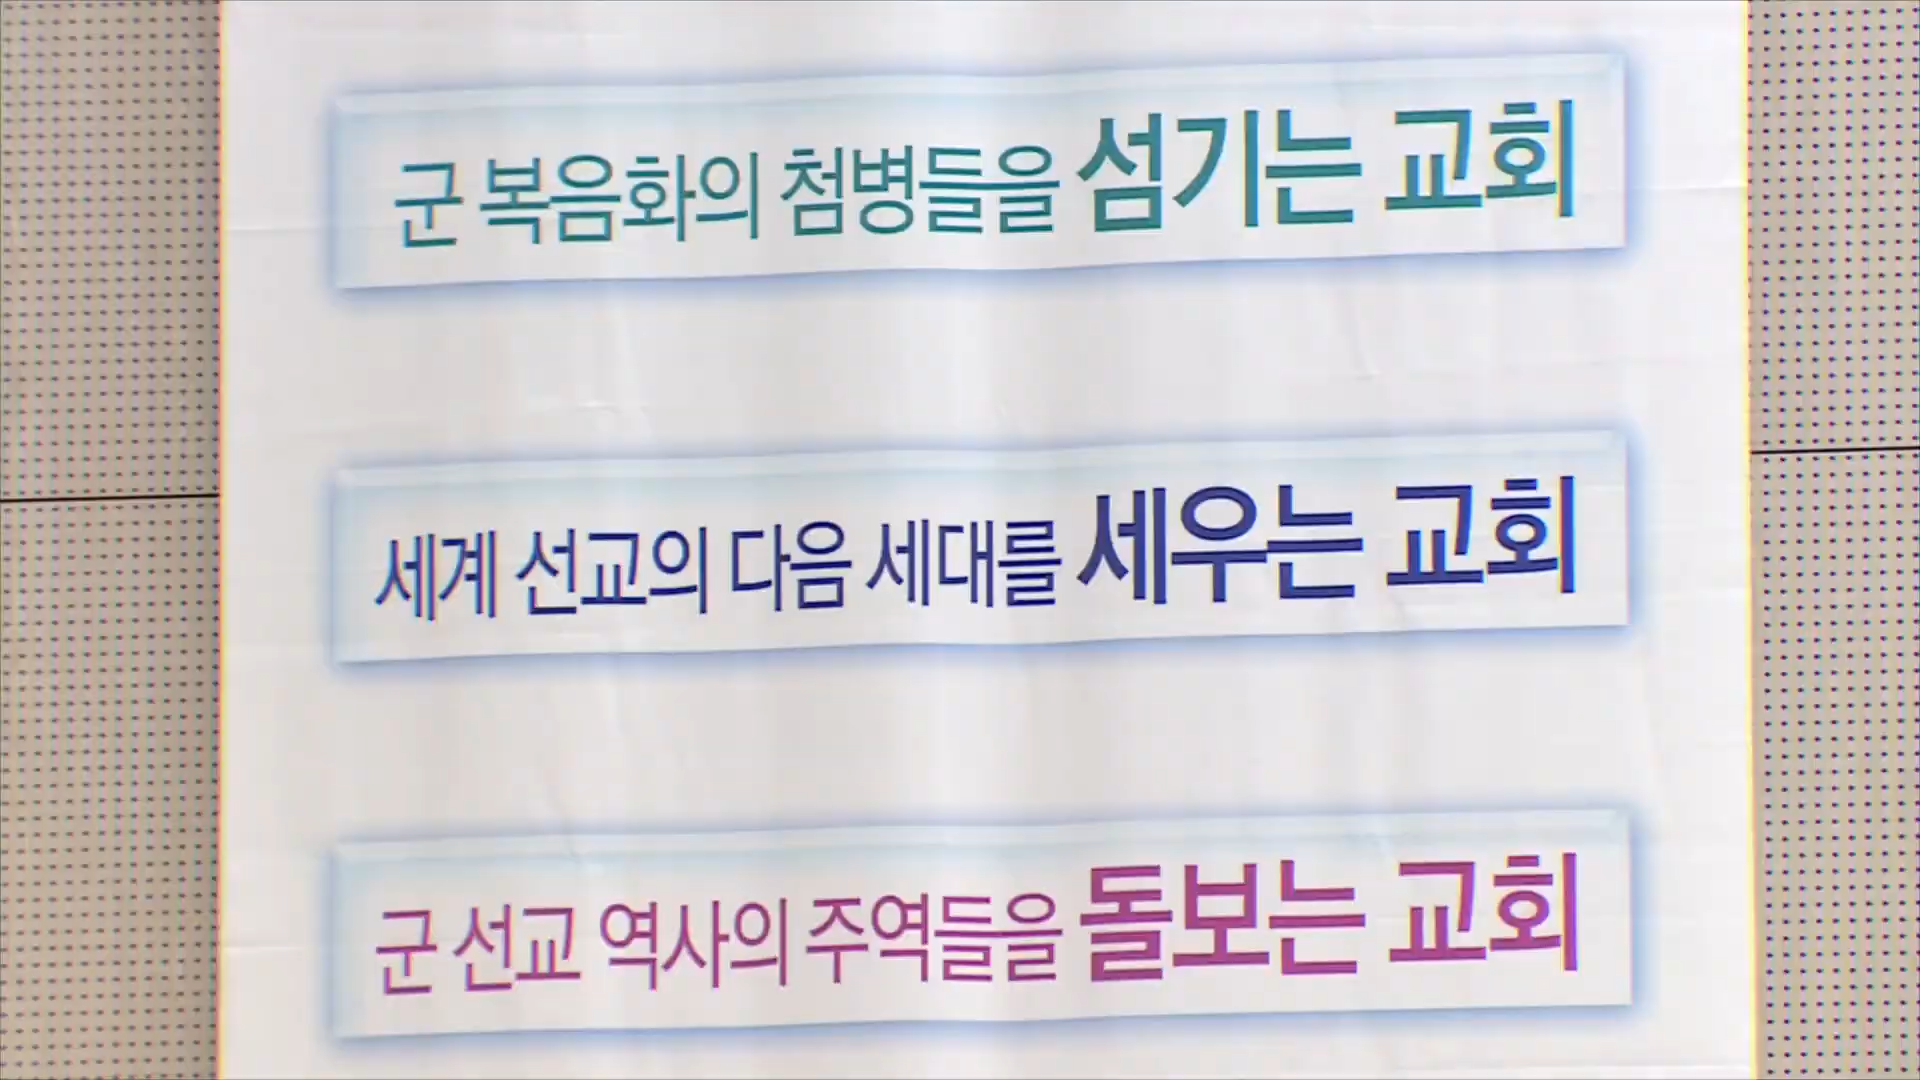 군 복음화의 첨병들을 섬기는 교회
세계 선교의 다음 세대를 세우는 교회
군 선교 역사의 주역들을 돌보는 교회